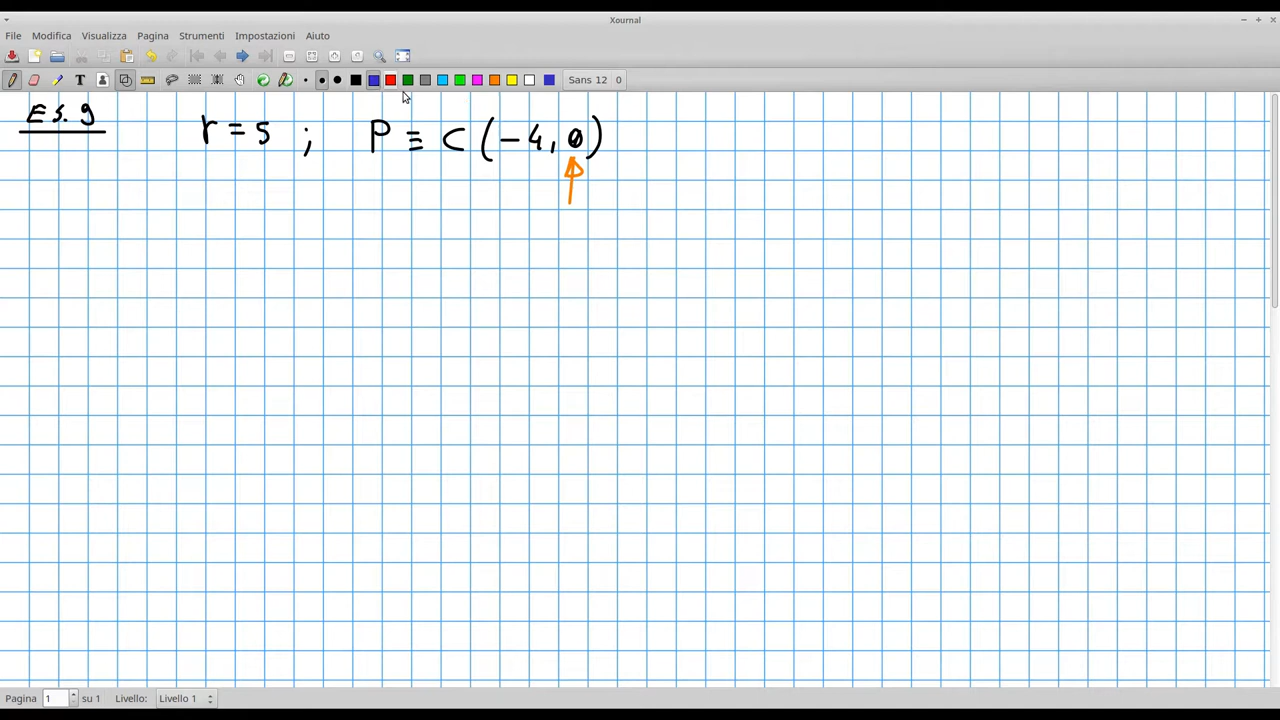 Xournal
File Modifica Visualizza Pagina Strumenti Impostazioni Aiuto
Sans 12 0
ES. 9
r = 5 ; P ≡ C (-4, 0)
Pagina 1 su 1 Livello: Livello 1